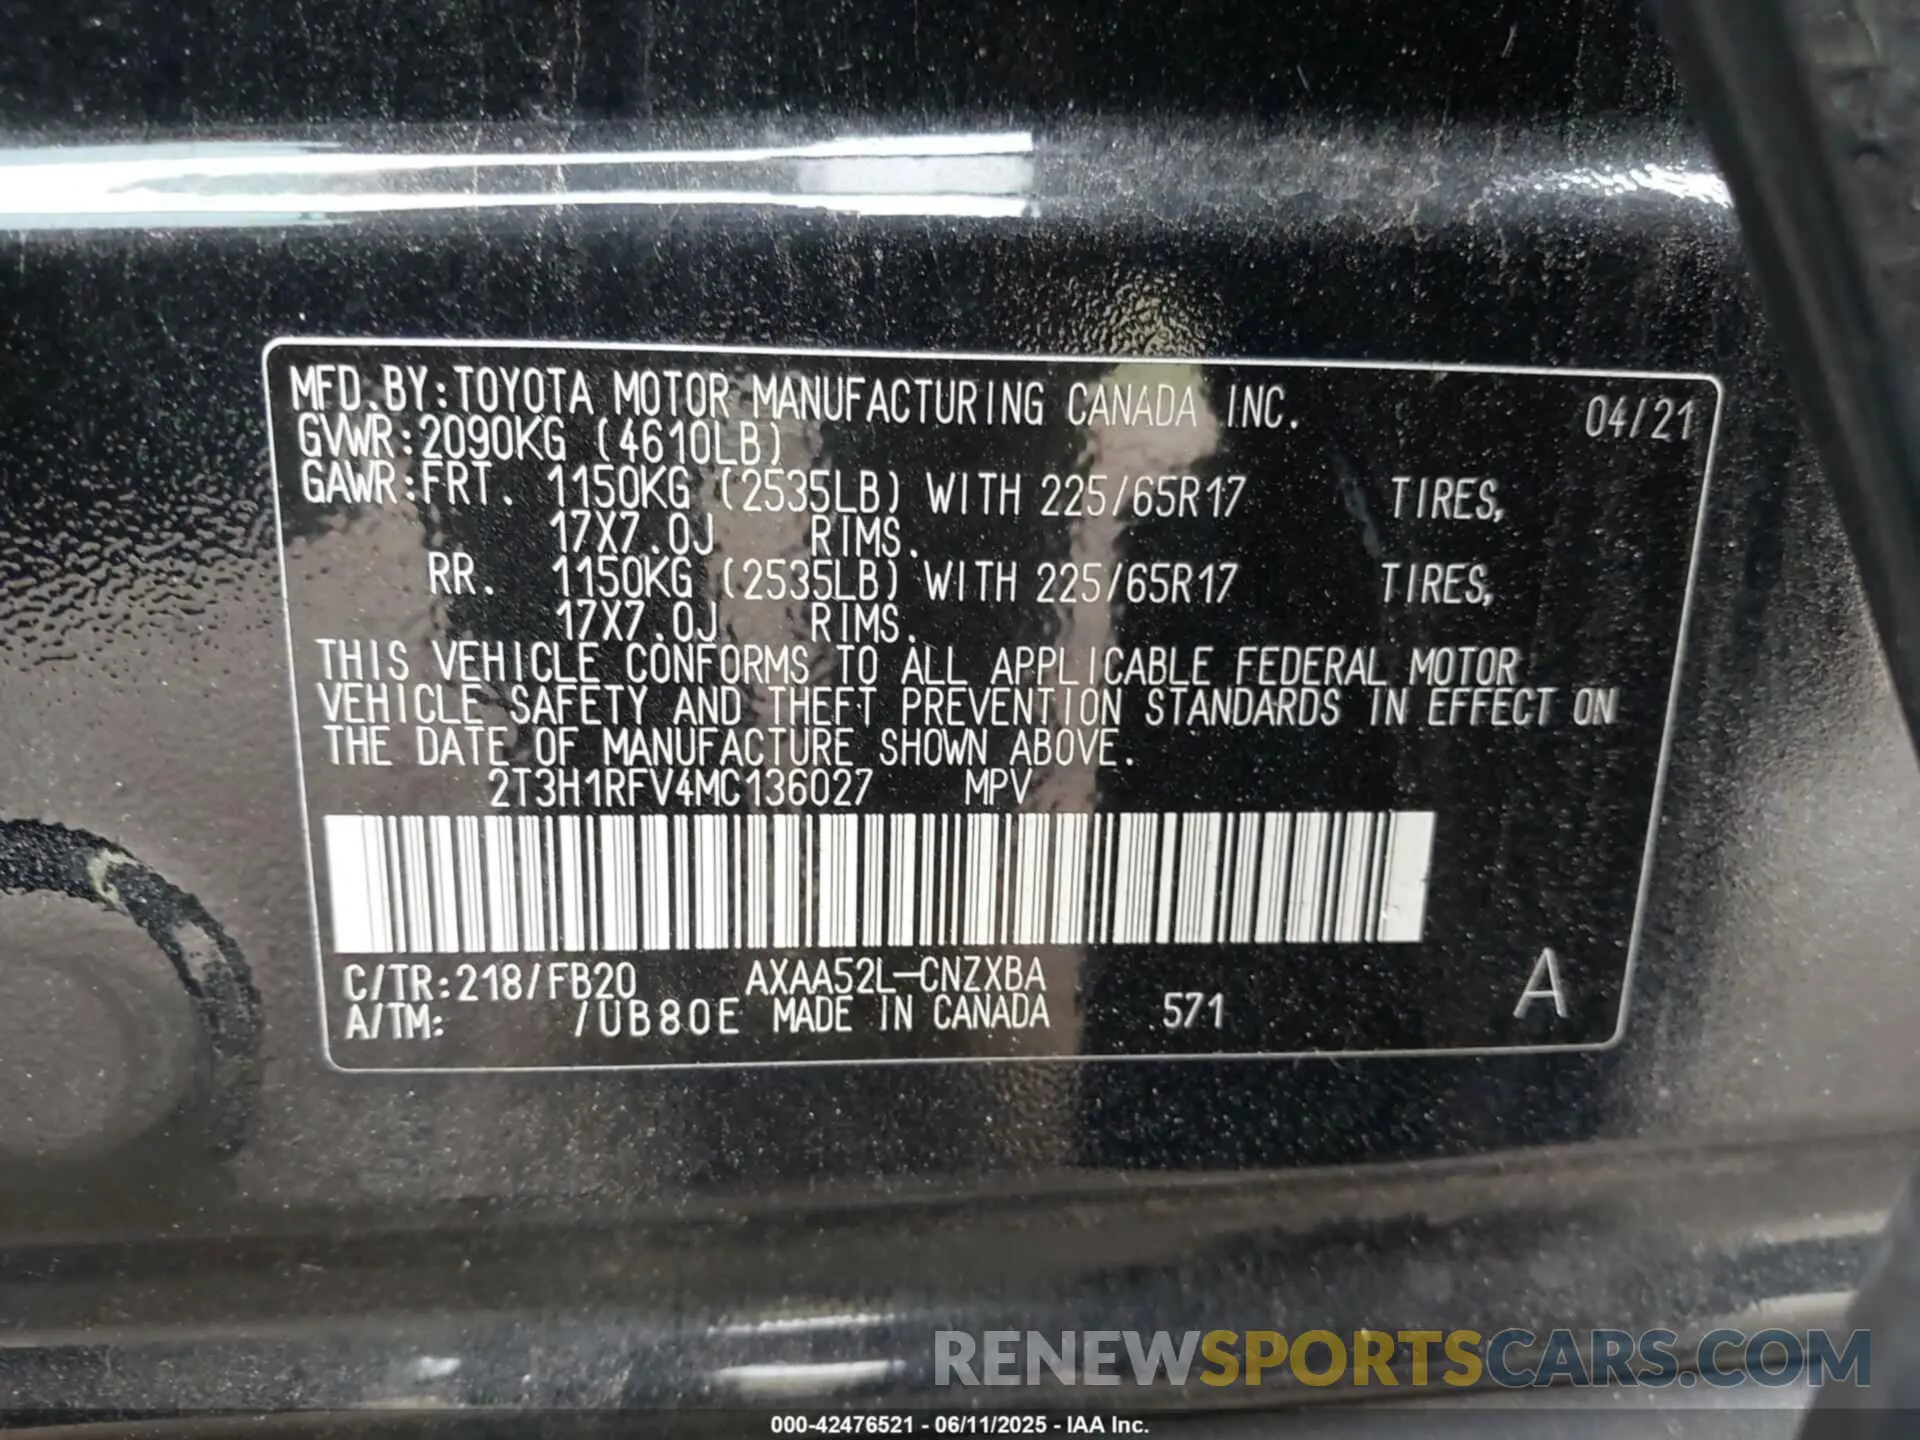 MFD.BY:TOYOTA MOTOR MANUFACTURING CANADA INC. 04/21
GVWR:2090KG (4610LB)
GAWR:FRT. 1150KG (2535LB) WITH 225/65R17 TIRES,
17X7.0J RIMS.
RR. 1150KG (2535LB) WITH 225/65R17 TIRES,
17X7.0J RIMS.
THIS VEHICLE CONFORMS TO ALL APPLICABLE FEDERAL MOTOR
VEHICLE SAFETY AND THEFT PREVENTION STANDARDS IN EFFECT ON
THE DATE OF MANUFACTURE SHOWN ABOVE.
2T3H1RFV4MC136027 MPV
C/TR:218/FB20 AXAA52L-CNZXBA
A/TM: /UB80E MADE IN CANADA 571 A
RENEWSPORTSCARS.COM
000-42476521 - 06/11/2025 - IAA Inc.